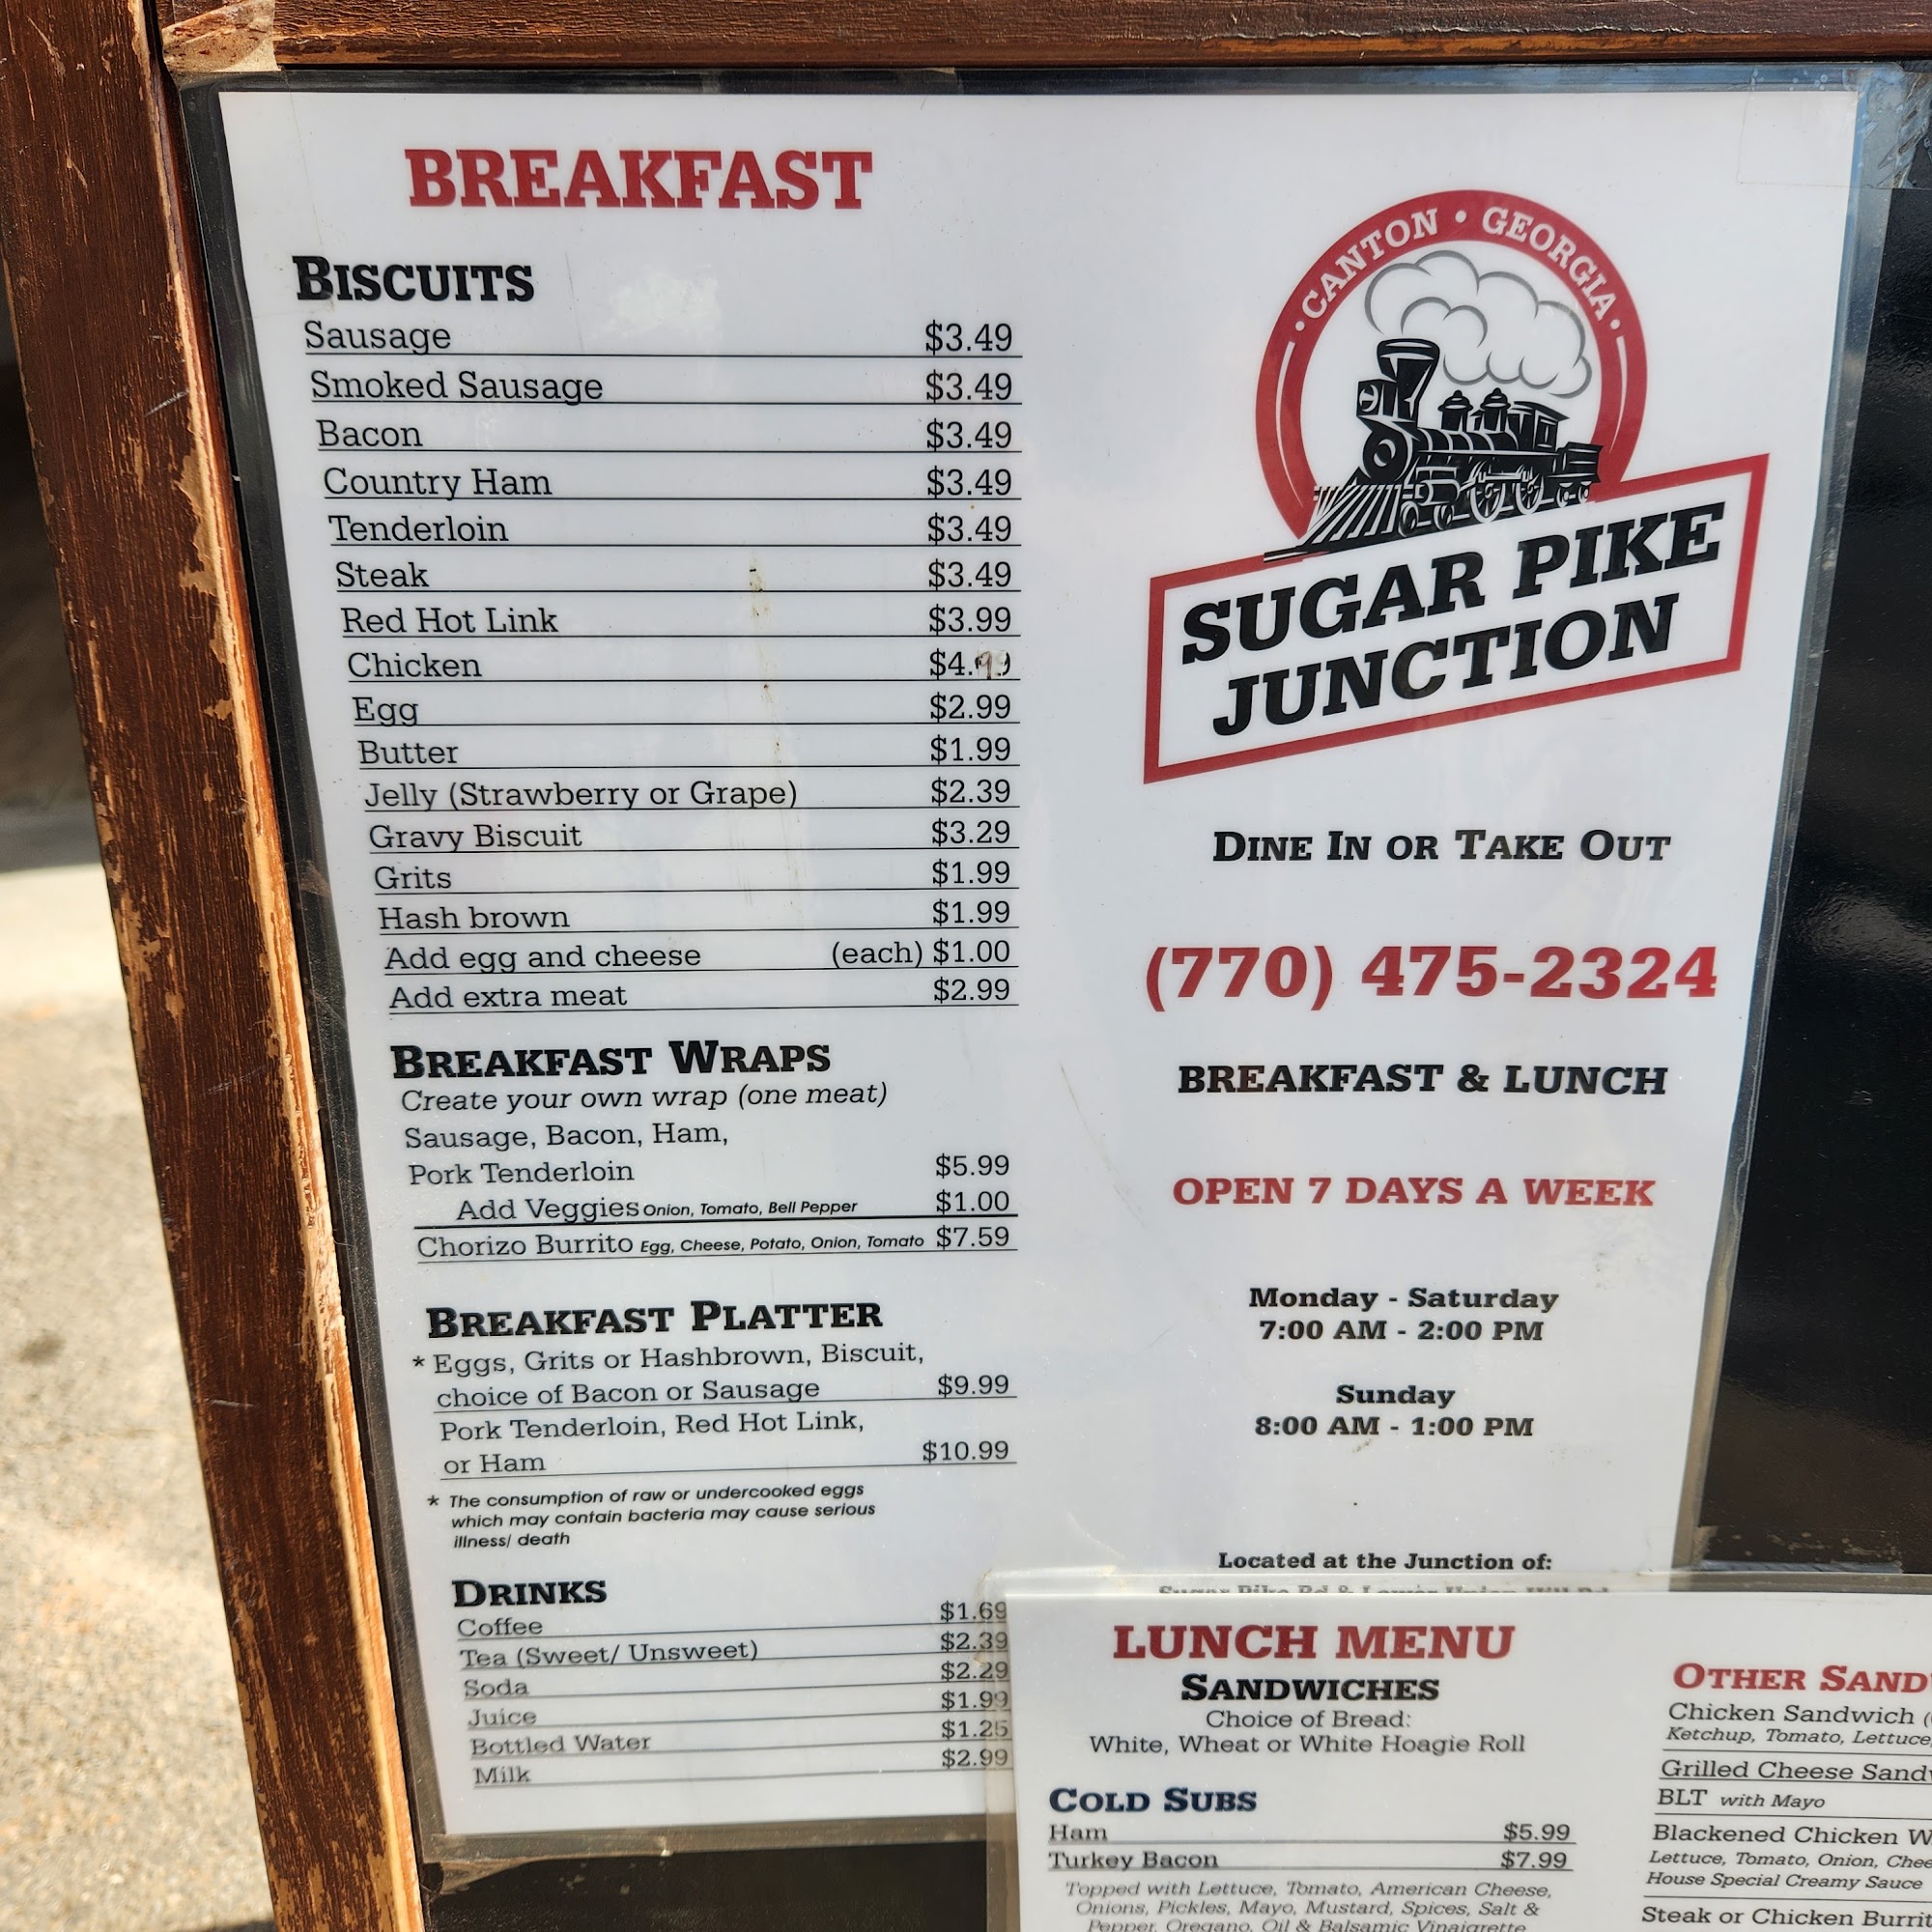 BREAKFAST
BISCUITS
Sausage $3.49
Smoked Sausage $3.49
Bacon $3.49
Country Ham $3.49
Tenderloin $3.49
Steak $3.49
Red Hot Link $3.99
Chicken $4.99
Egg $2.99
Butter $1.99
Jelly (Strawberry or Grape) $2.39
Gravy Biscuit $3.29
Grits $1.99
Hash brown $1.99
Add egg and cheese (each) $1.00
Add extra meat $2.99
BREAKFAST WRAPS
Create your own wrap (one meat)
Sausage, Bacon, Ham,
Pork Tenderloin $5.99
Add Veggies Onion, Tomato, Bell Pepper $1.00
Chorizo Burrito Egg, Cheese, Potato, Onion, Tomato $7.59
BREAKFAST PLATTER
* Eggs, Grits or Hashbrown, Biscuit,
choice of Bacon or Sausage $9.99
Pork Tenderloin, Red Hot Link,
or Ham $10.99
* The consumption of raw or undercooked eggs
which may contain bacteria may cause serious
illness/ death
DRINKS
Coffee $1.69
Tea (Sweet/ Unsweet) $2.39
Soda $2.29
Juice $1.99
Bottled Water $1.25
Milk $2.99
• CANTON • GEORGIA •
SUGAR PIKE
JUNCTION
DINE IN OR TAKE OUT
(770) 475-2324
BREAKFAST & LUNCH
OPEN 7 DAYS A WEEK
Monday - Saturday
7:00 AM - 2:00 PM
Sunday
8:00 AM - 1:00 PM
Located at the Junction of:
Sugar Pike Rd & Lower Union Hill Rd
LUNCH MENU
SANDWICHES
Choice of Bread:
White, Wheat or White Hoagie Roll
COLD SUBS
Ham $5.99
Turkey Bacon $7.99
Topped with Lettuce, Tomato, American Cheese,
Onions, Pickles, Mayo, Mustard, Spices, Salt &
Pepper, Oregano, Oil & Balsamic Vinaigrette
OTHER SAND
Chicken Sandwich (
Ketchup, Tomato, Lettuce,
Grilled Cheese Sandw
BLT with Mayo
Blackened Chicken W
Lettuce, Tomato, Onion, Chee
House Special Creamy Sauce
Steak or Chicken Burrit